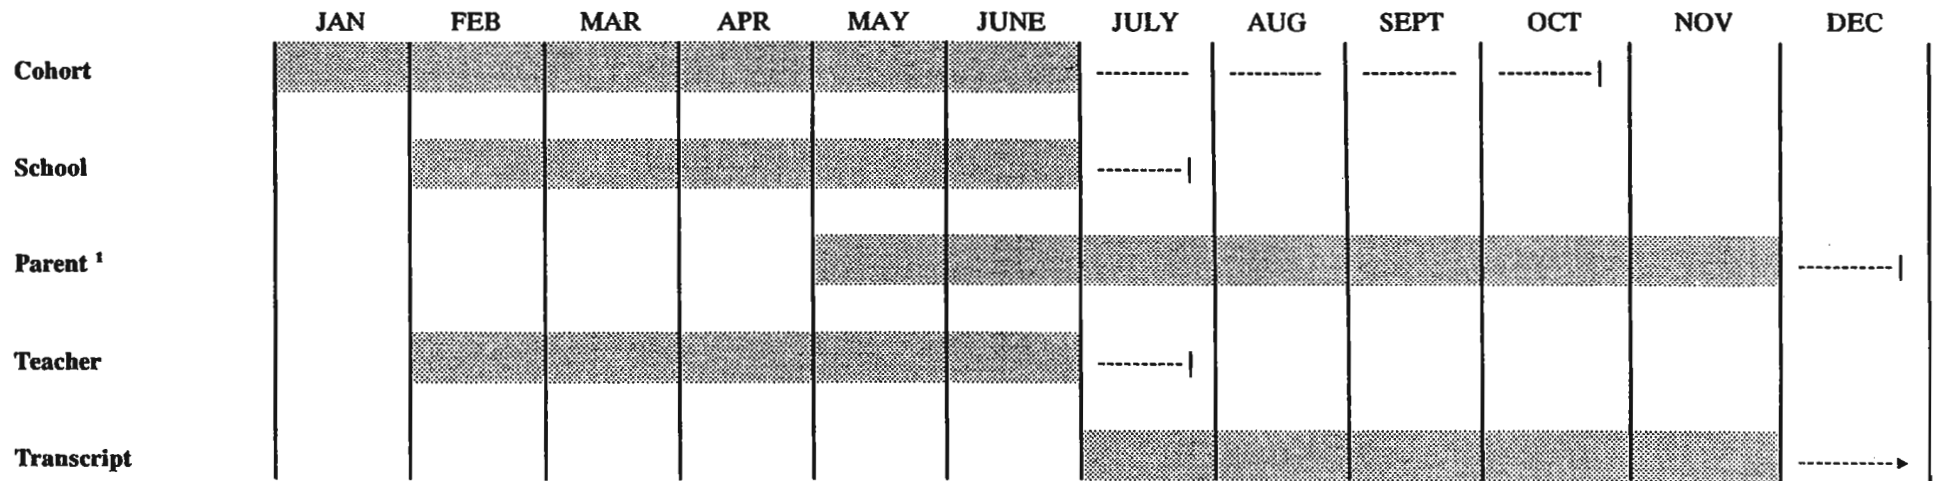 JAN FEB MAR APR MAY JUNE JULY AUG SEPT OCT NOV DEC
Cohort
School
Parent 1
Teacher
Transcript